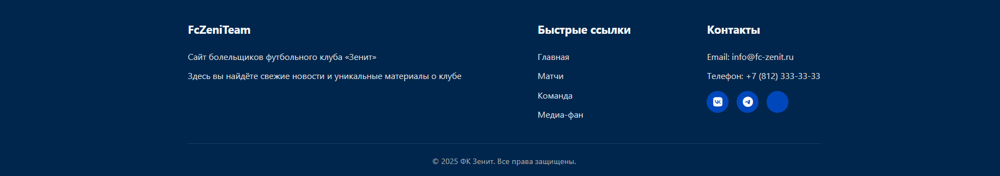 FcZeniTeam
Сайт болельщиков футбольного клуба «Зенит»
Здесь вы найдёте свежие новости и уникальные материалы о клубе
Быстрые ссылки
Главная
Матчи
Команда
Медиа-фан
Контакты
Email: info@fc-zenit.ru
Телефон: +7 (812) 333-33-33
© 2025 ФК Зенит. Все права защищены.